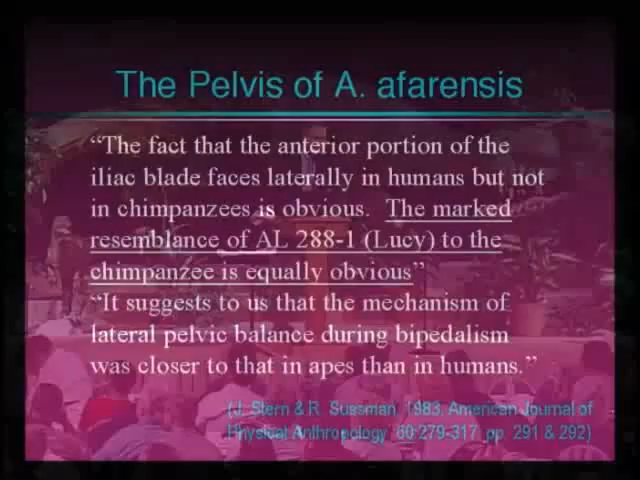 The Pelvis of A. afarensis
“The fact that the anterior portion of the
iliac blade faces laterally in humans but not
in chimpanzees is obvious. The marked
resemblance of AL 288-1 (Lucy) to the
chimpanzee is equally obvious”
“It suggests to us that the mechanism of
lateral pelvic balance during bipedalism
was closer to that in apes than in humans.”
(J. Stern & R. Sussman, 1983, American Journal of
Physical Anthropology 60:279-317, pp. 291 & 292)